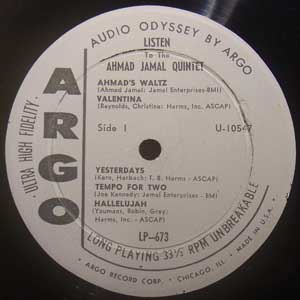 AUDIO ODYSSEY BY ARGO
LISTEN
To The
AHMAD JAMAL QUINTET
AHMAD'S WALTZ
(Ahmad Jamal: Jamal Enterprises-BMI)
VALENTINA
(Reynolds, Christina: Harms, Inc. ASCAP)
Side 1
U-10547
ARGO
ULTRA HIGH FIDELITY
YESTERDAYS
(Kern, Harbach: T. B. Harms - ASCAP)
TEMPO FOR TWO
(Joe Kennedy: Jamal Enterprises - BMI)
HALLELUJAH
(Youmans, Robin, Grey:
Harms, Inc. - ASCAP)
LP-673
LONG PLAYING 33⅓ RPM UNBREAKABLE
ARGO RECORD CORP. • CHICAGO, ILL. • MADE IN U.S.A.